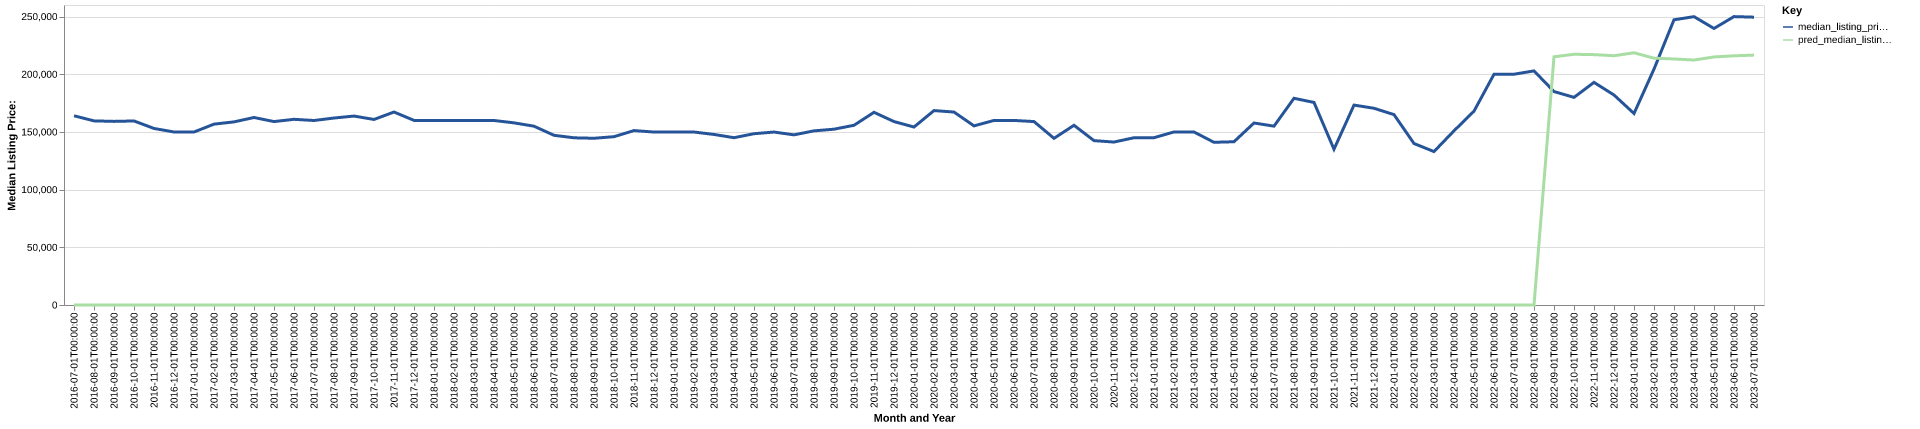 250,000
200,000
150,000
100,000
50,000
0
Median Listing Price:
2016-07-01T00:00:00
2016-08-01T00:00:00
2016-09-01T00:00:00
2016-10-01T00:00:00
2016-11-01T00:00:00
2016-12-01T00:00:00
2017-01-01T00:00:00
2017-02-01T00:00:00
2017-03-01T00:00:00
2017-04-01T00:00:00
2017-05-01T00:00:00
2017-06-01T00:00:00
2017-07-01T00:00:00
2017-08-01T00:00:00
2017-09-01T00:00:00
2017-10-01T00:00:00
2017-11-01T00:00:00
2017-12-01T00:00:00
2018-01-01T00:00:00
2018-02-01T00:00:00
2018-03-01T00:00:00
2018-04-01T00:00:00
2018-05-01T00:00:00
2018-06-01T00:00:00
2018-07-01T00:00:00
2018-08-01T00:00:00
2018-09-01T00:00:00
2018-10-01T00:00:00
2018-11-01T00:00:00
2018-12-01T00:00:00
2019-01-01T00:00:00
2019-02-01T00:00:00
2019-03-01T00:00:00
2019-04-01T00:00:00
2019-05-01T00:00:00
2019-06-01T00:00:00
2019-07-01T00:00:00
2019-08-01T00:00:00
2019-09-01T00:00:00
2019-10-01T00:00:00
2019-11-01T00:00:00
2019-12-01T00:00:00
2020-01-01T00:00:00
2020-02-01T00:00:00
2020-03-01T00:00:00
2020-04-01T00:00:00
2020-05-01T00:00:00
2020-06-01T00:00:00
2020-07-01T00:00:00
2020-08-01T00:00:00
2020-09-01T00:00:00
2020-10-01T00:00:00
2020-11-01T00:00:00
2020-12-01T00:00:00
2021-01-01T00:00:00
2021-02-01T00:00:00
2021-03-01T00:00:00
2021-04-01T00:00:00
2021-05-01T00:00:00
2021-06-01T00:00:00
2021-07-01T00:00:00
2021-08-01T00:00:00
2021-09-01T00:00:00
2021-10-01T00:00:00
2021-11-01T00:00:00
2021-12-01T00:00:00
2022-01-01T00:00:00
2022-02-01T00:00:00
2022-03-01T00:00:00
2022-04-01T00:00:00
2022-05-01T00:00:00
2022-06-01T00:00:00
2022-07-01T00:00:00
2022-08-01T00:00:00
2022-09-01T00:00:00
2022-10-01T00:00:00
2022-11-01T00:00:00
2022-12-01T00:00:00
2023-01-01T00:00:00
2023-02-01T00:00:00
2023-03-01T00:00:00
2023-04-01T00:00:00
2023-05-01T00:00:00
2023-06-01T00:00:00
2023-07-01T00:00:00
Month and Year
Key
median_listing_pri…
pred_median_listin…